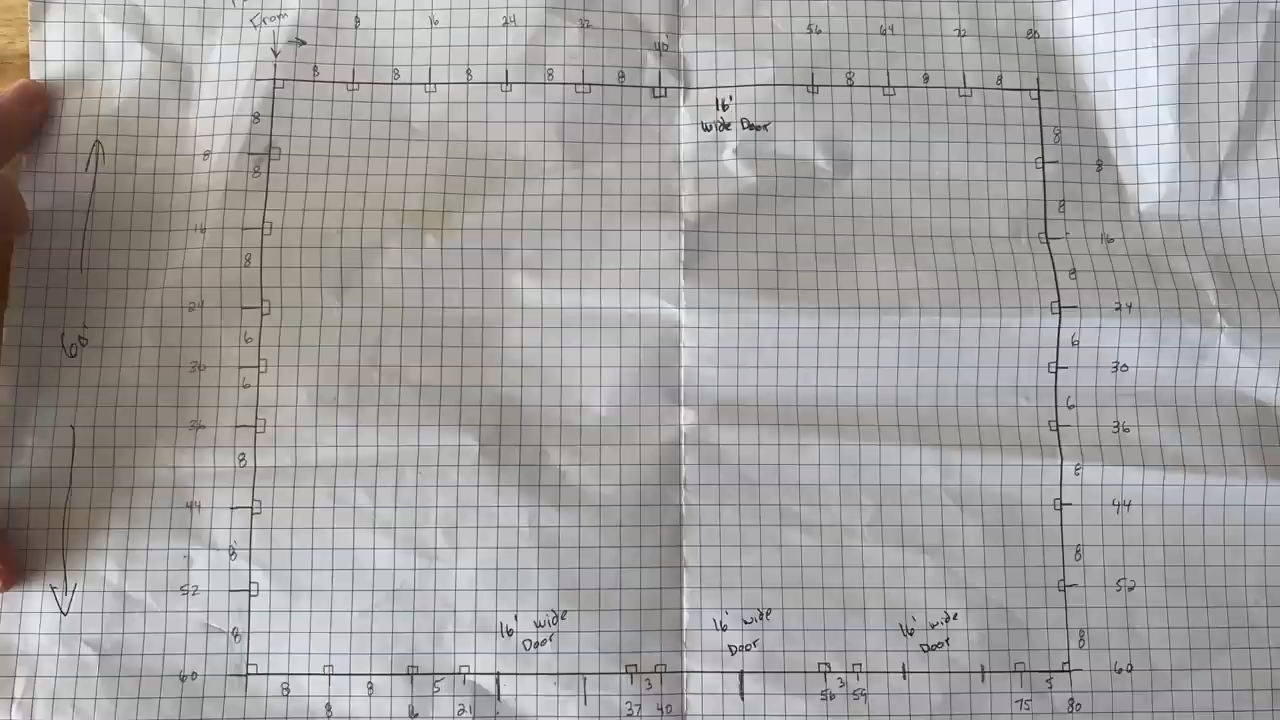 From
8 16 24 32 40' 56 64 72 80
8 8 8 8 8 8 8 8
16'
wide Door
8 8
8 8
8 8
16 8 16
8 8
24 24
6 6
30 30
6 6
36 36
8 8
44 44
8' 8
52 52
8 8
60'
16' wide
Door
16' wide
Door
16' wide
Door
60 60
8 8 5 3 3 5
8 16 21 37 40 56 59 75 80